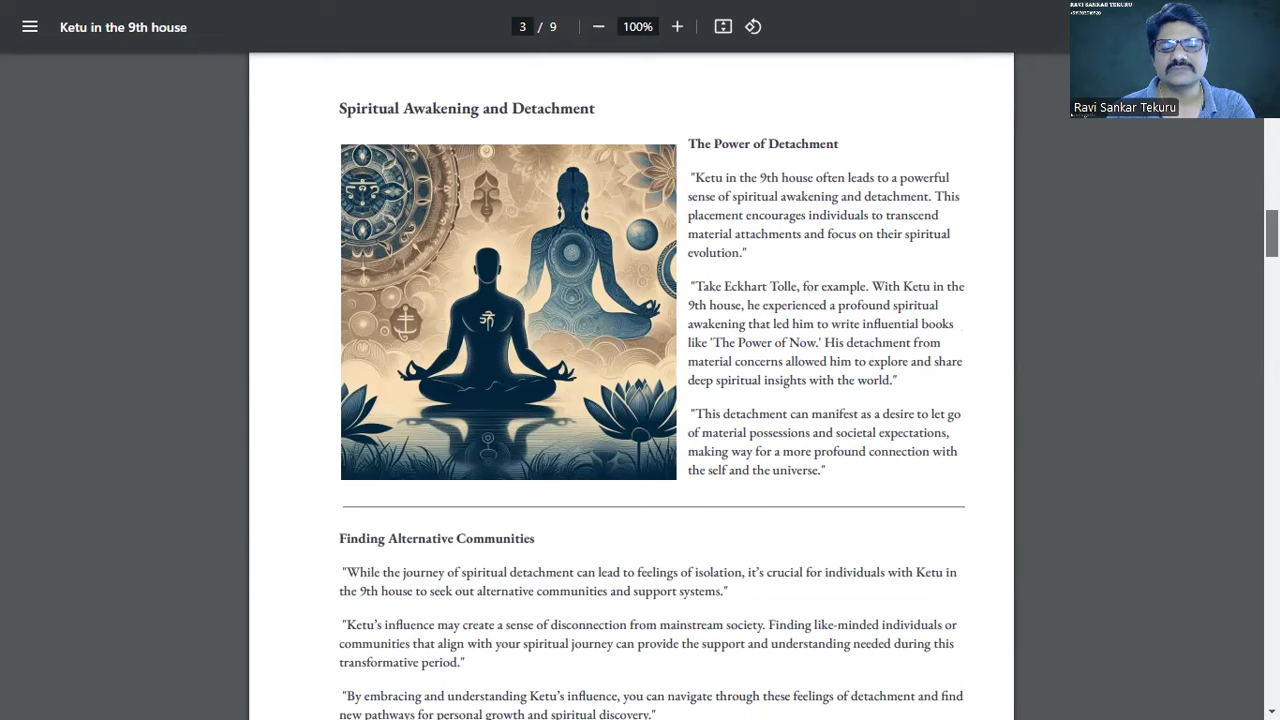 Ketu in the 9th house
3 / 9
100%
RAVI SANKAR TEKURU
Ravi Sankar Tekuru
Spiritual Awakening and Detachment
The Power of Detachment
"Ketu in the 9th house often leads to a powerful
sense of spiritual awakening and detachment. This
placement encourages individuals to transcend
material attachments and focus on their spiritual
evolution."
"Take Eckhart Tolle, for example. With Ketu in the
9th house, he experienced a profound spiritual
awakening that led him to write influential books
like 'The Power of Now.' His detachment from
material concerns allowed him to explore and share
deep spiritual insights with the world."
"This detachment can manifest as a desire to let go
of material possessions and societal expectations,
making way for a more profound connection with
the self and the universe."
Finding Alternative Communities
"While the journey of spiritual detachment can lead to feelings of isolation, it’s crucial for individuals with Ketu in
the 9th house to seek out alternative communities and support systems."
"Ketu’s influence may create a sense of disconnection from mainstream society. Finding like-minded individuals or
communities that align with your spiritual journey can provide the support and understanding needed during this
transformative period."
"By embracing and understanding Ketu’s influence, you can navigate through these feelings of detachment and find
new pathways for personal growth and spiritual discovery."